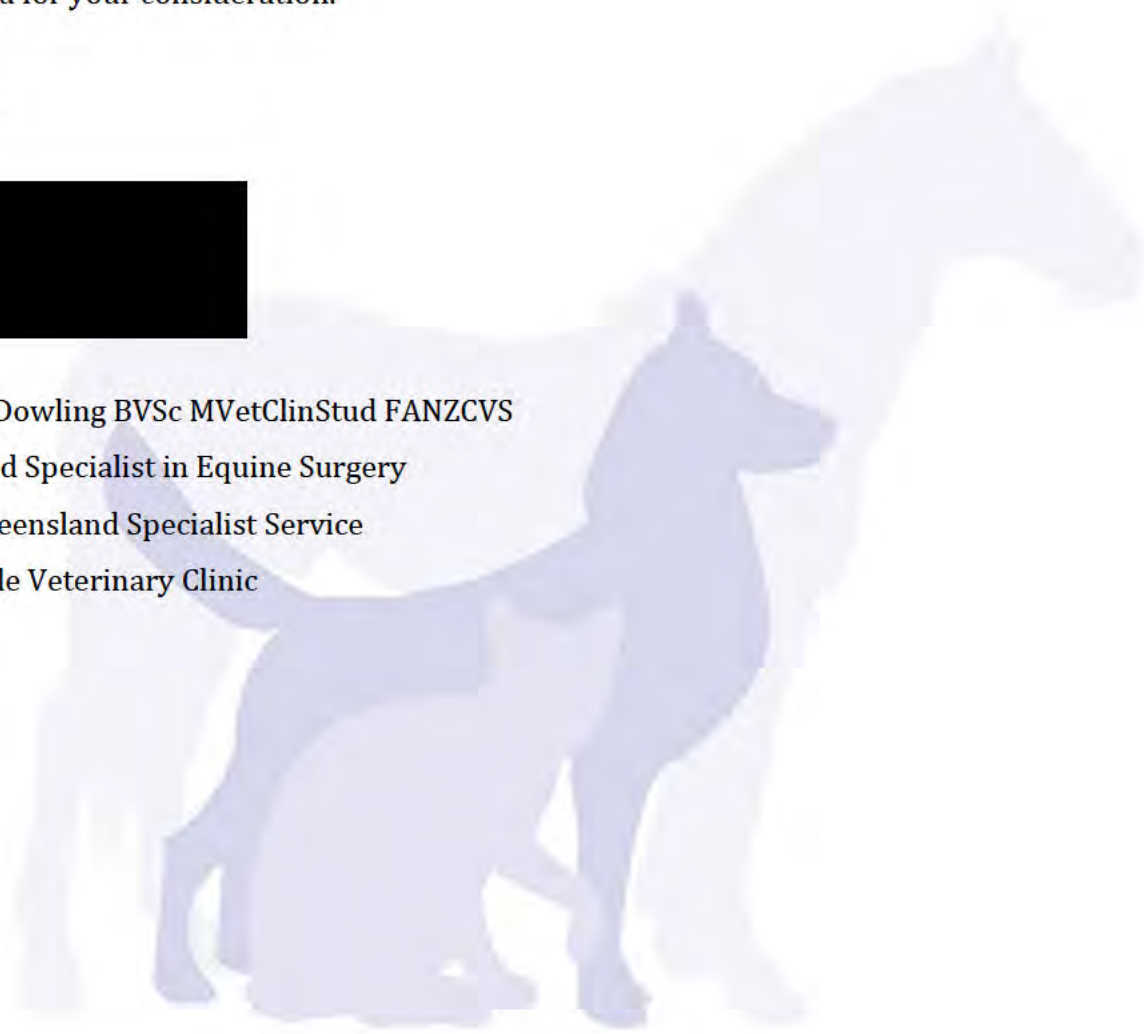 for your consideration.
Dowling BVSc MVetClinStud FANZCVS
d Specialist in Equine Surgery
eensland Specialist Service
le Veterinary Clinic